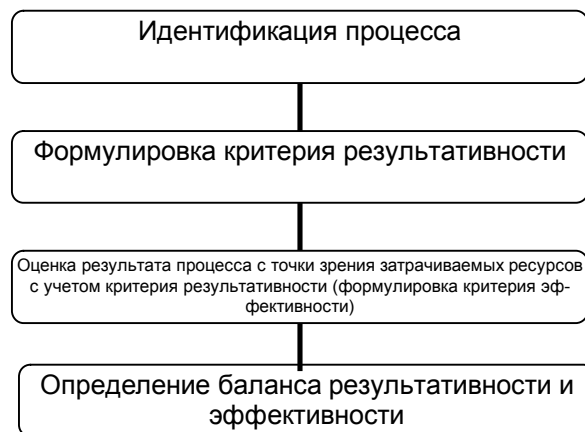 Идентификация процесса
Формулировка критерия результативности
Оценка результата процесса с точки зрения затрачиваемых ресурсов
с учетом критерия результативности (формулировка критерия эф-
фективности)
Определение баланса результативности и
эффективности